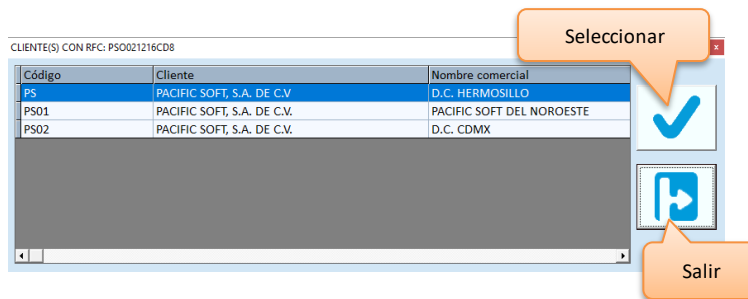 Seleccionar
CLIENTE(S) CON RFC: PSO021216CD8
x
Código Cliente Nombre comercial
PS PACIFIC SOFT, S.A. DE C.V D.C. HERMOSILLO
PS01 PACIFIC SOFT, S.A. DE C.V. PACIFIC SOFT DEL NOROESTE
PS02 PACIFIC SOFT, S.A. DE C.V. D.C. CDMX
Salir